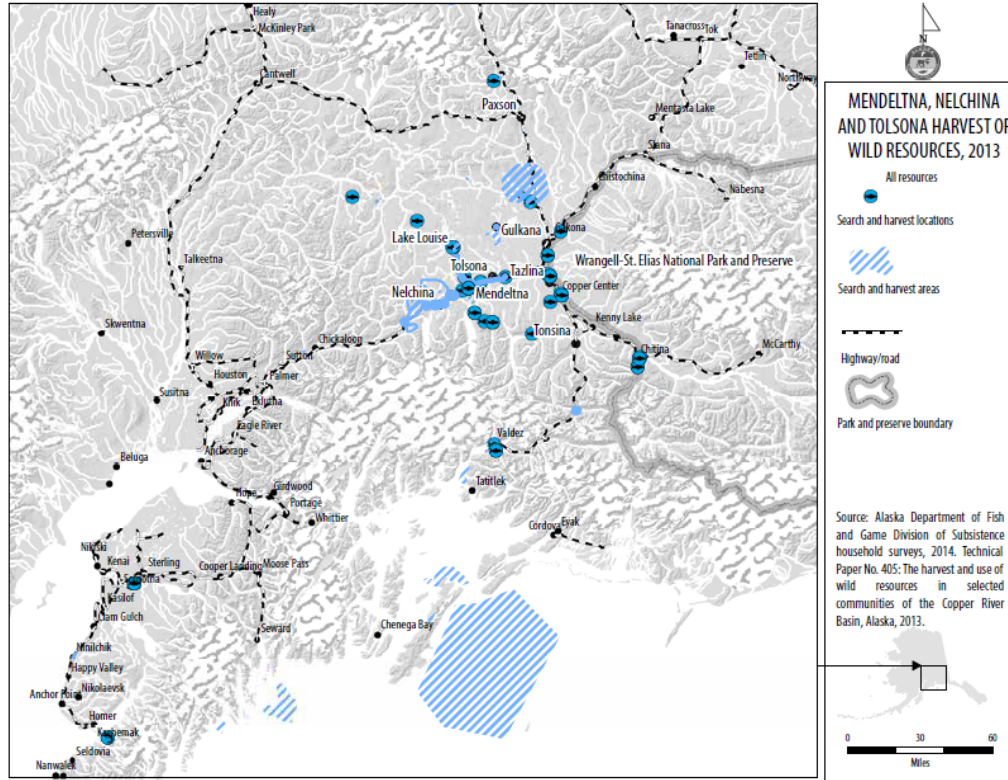 Healy
McKinley Park
Cantwell
Paxson
Tanacross
Tok
Tetlin
Northway
Mentasta Lake
Slana
Chistochina
Nabesna
Petersville
Talkeetna
Lake Louise
Gulkana
Gakona
Tolsona
Tazlina
Wrangell-St. Elias National Park and Preserve
Nelchina
Mendeltna
Copper Center
Kenny Lake
Skwentna
Chickaloon
Tonsina
Chitina
McCarthy
Willow
Sutton
Houston
Palmer
Susitna
Knik
Eklutna
Eagle River
Anchorage
Valdez
Beluga
Tatitlek
Hope
Girdwood
Portage
Whittier
Cordova
Eyak
Nikiski
Kenai
Sterling
Cooper Landing
Moose Pass
Kasilof
Clam Gulch
Seward
Chenega Bay
Ninilchik
Happy Valley
Nikolaevsk
Anchor Point
Homer
Kachemak
Seldovia
Nanwalek
N
MENDELTNA, NELCHINA
AND TOLSONA HARVEST OF
WILD RESOURCES, 2013
All resources
Search and harvest locations
Search and harvest areas
Highway/road
Park and preserve boundary
Source: Alaska Department of Fish
and Game Division of Subsistence
household surveys, 2014. Technical
Paper No. 405: The harvest and use of
wild resources in selected
communities of the Copper River
Basin, Alaska, 2013.
0 30 60
Miles